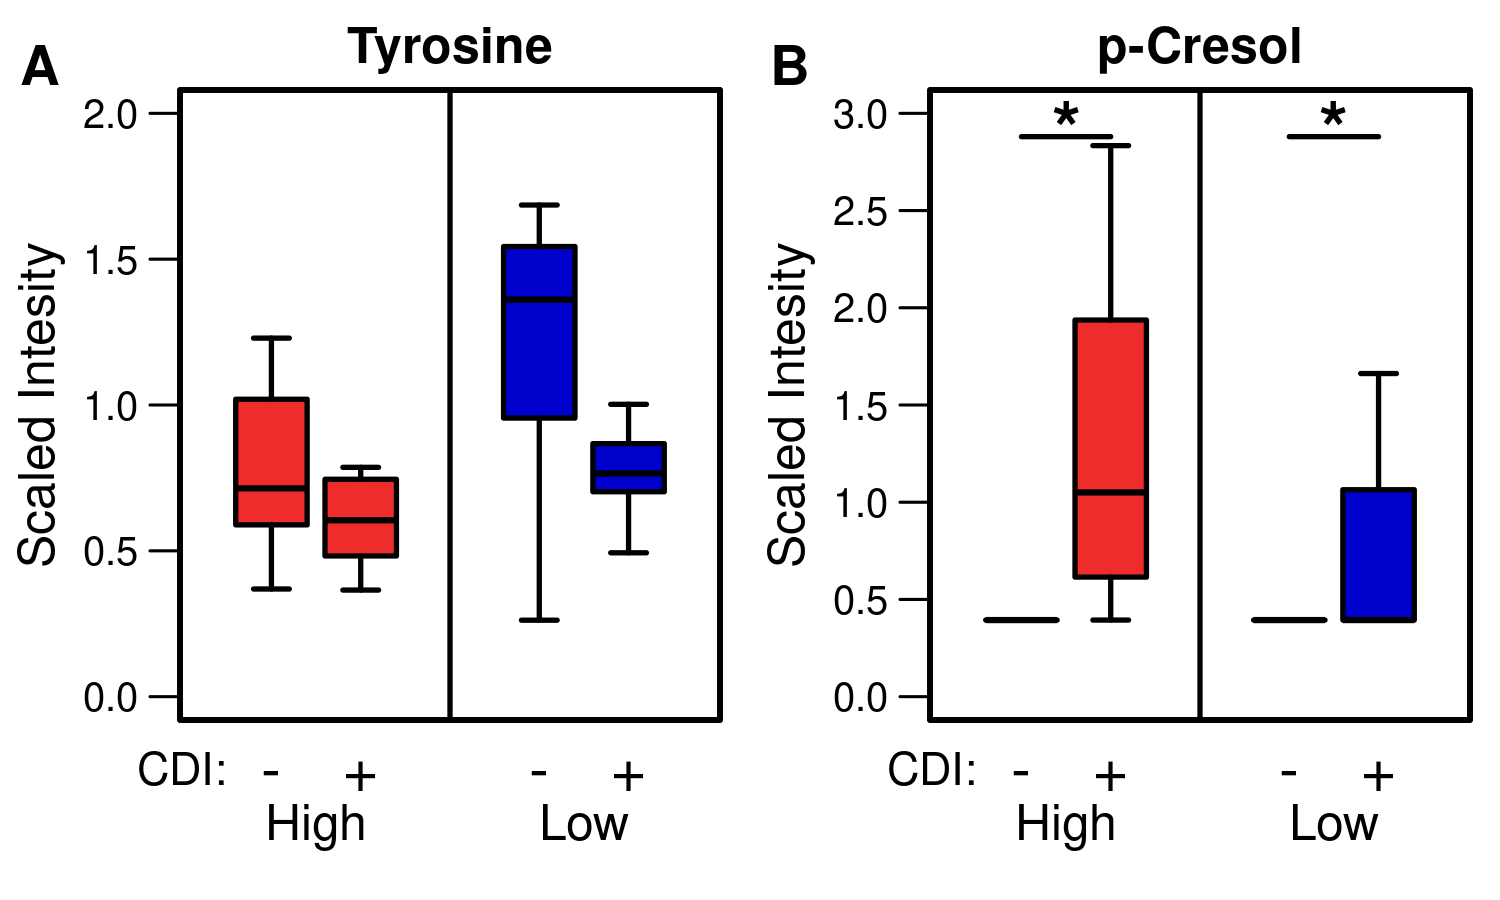 A
Tyrosine
Scaled Intesity
2.0
1.5
1.0
0.5
0.0
CDI: - + - +
High Low
B
p-Cresol
Scaled Intesity
3.0
2.5
2.0
1.5
1.0
0.5
0.0
* *
CDI: - + - +
High Low